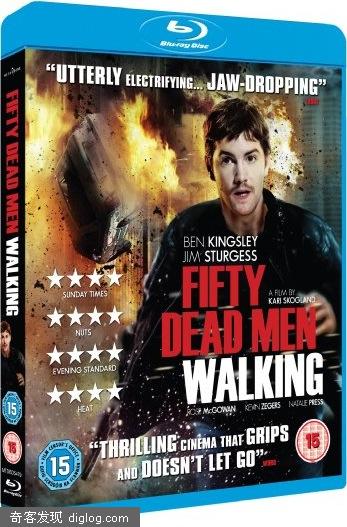 Blu-ray Disc
"UTTERLY ELECTRIFYING... JAW-DROPPING"
FIFTY DEAD MEN WALKING
BEN KINGSLEY
JIM STURGESS
A FILM BY
KARI SKOGLAND
FIFTY
DEAD MEN
WALKING
ROSE McGOWAN KEVIN ZEGERS NATALIE PRESS
SUNDAY TIMES
NUTS
EVENING STANDARD
HEAT
"THRILLING CINEMA THAT GRIPS
AND DOESN'T LET GO"
15
15
15
15
奇客发现 diglog.com